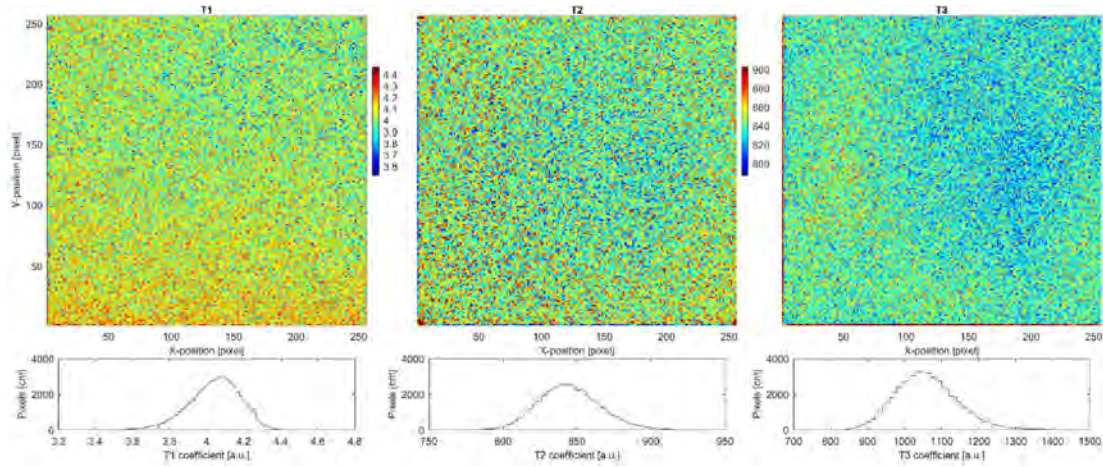 T1
T2
T3
250
200
150
100
50
Y-position [pixel]
50 100 150 200 250
X-position [pixel]
4.4
4.3
4.2
4.1
4
3.9
3.8
3.7
3.6
50 100 150 200 250
X-position [pixel]
900
880
860
840
820
800
50 100 150 200 250
X-position [pixel]
4000
2000
0
Pixels [cnt]
3.2 3.4 3.6 3.8 4 4.2 4.4 4.6 4.8
T1 coefficient [a.u.]
4000
2000
0
Pixels [cnt]
750 800 850 900 950
T2 coefficient [a.u.]
4000
2000
0
Pixels [cnt]
700 800 900 1000 1100 1200 1300 1400 1500
T3 coefficient [a.u.]